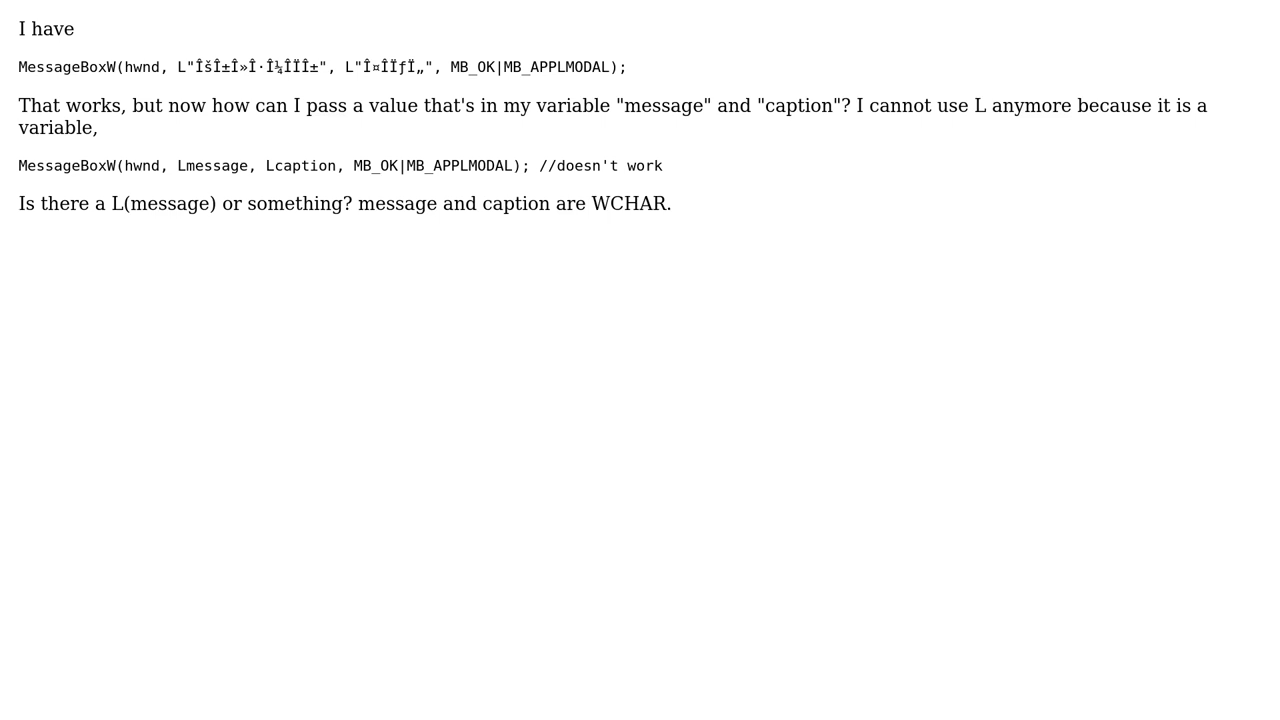 I have
MessageBoxW(hwnd, L"ÎšÎ±Î»Î·Î¼ÎÏÎ±", L"Î¤ÎÏƒÏ„", MB_OK|MB_APPLMODAL);
That works, but now how can I pass a value that's in my variable "message" and "caption"? I cannot use L anymore because it is a
variable,
MessageBoxW(hwnd, Lmessage, Lcaption, MB_OK|MB_APPLMODAL); //doesn't work
Is there a L(message) or something? message and caption are WCHAR.